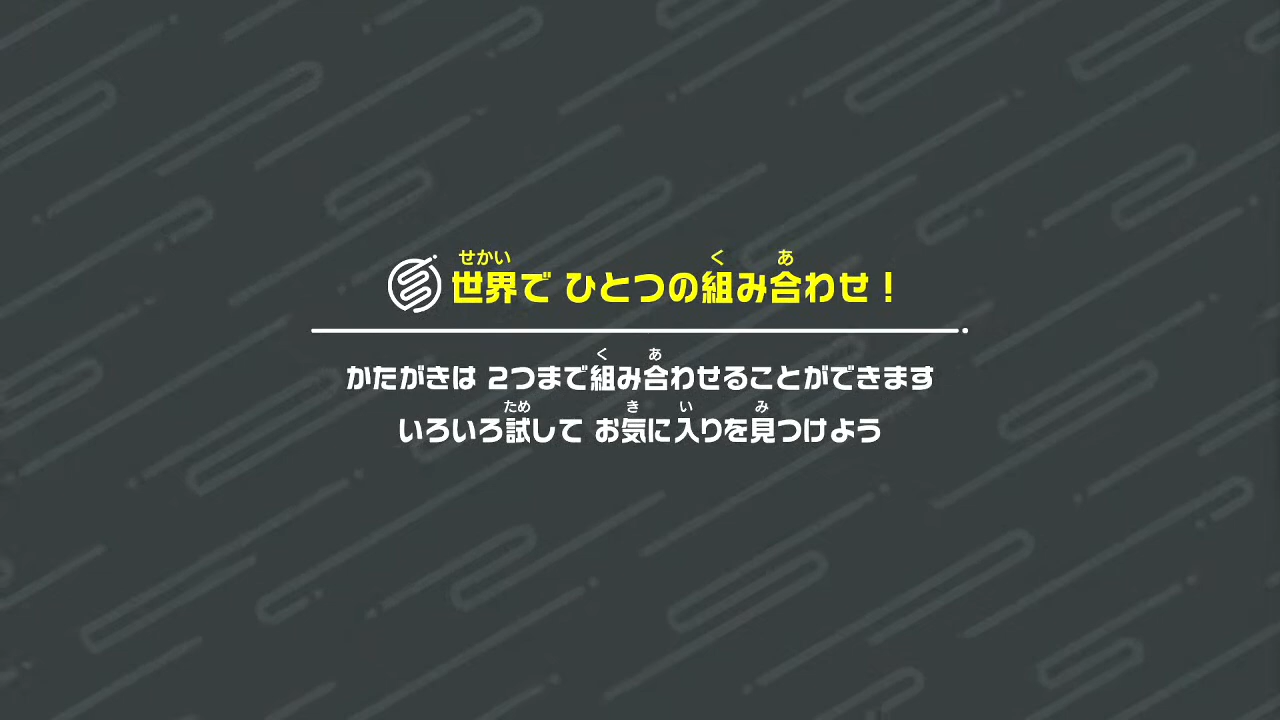 世界で ひとつの組み合わせ！
かたがきは 2つまで組み合わせることができます
いろいろ試して お気に入りを見つけよう